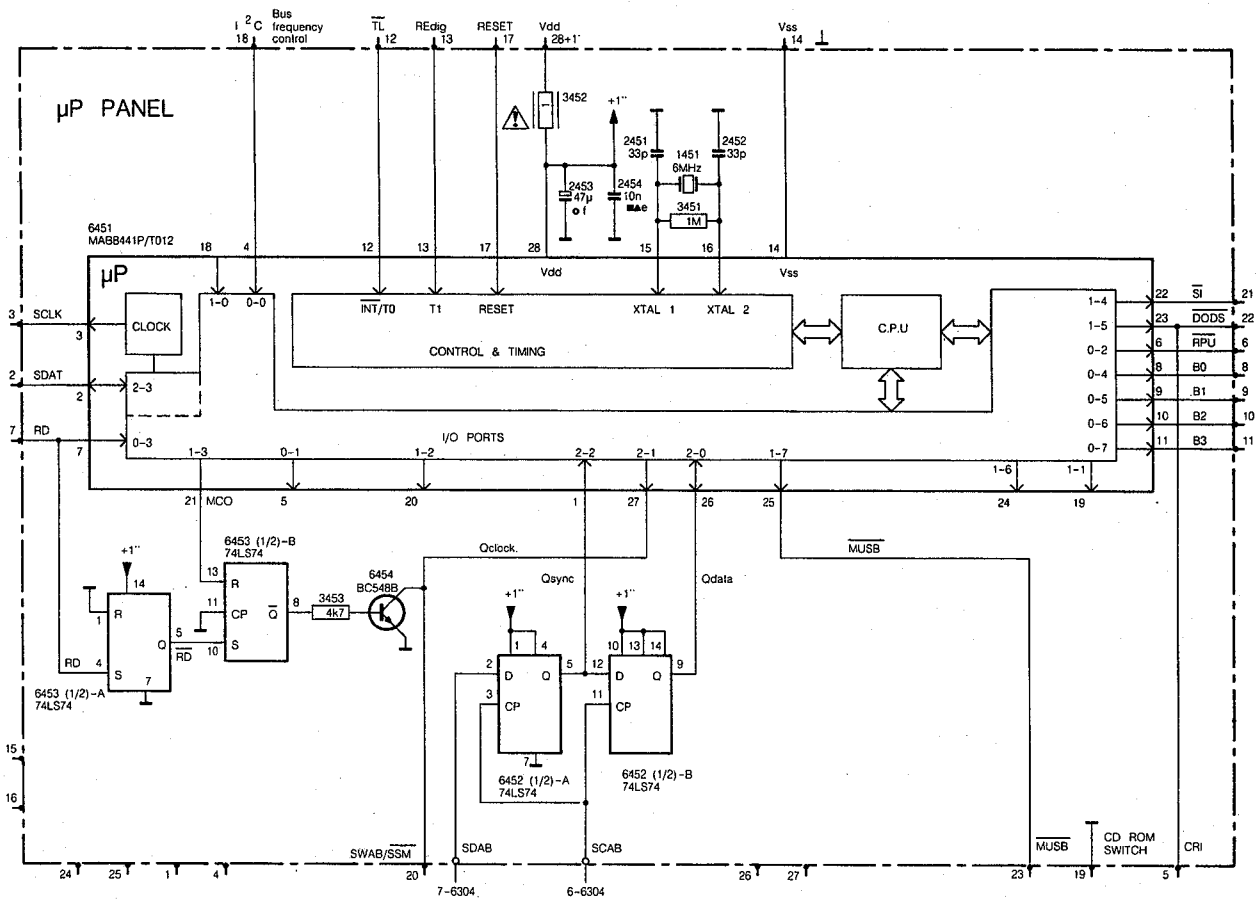 I²C Bus frequency control
18
TL
12
REdig
13
RESET
17
Vdd
28+1'
Vss
14
µP PANEL
3452
+1''
2453
47µ
f
2454
10n
e
2451
33p
1451
6MHz
2452
33p
3451
1M
6451
MAB8441P/T012
18
4
12
13
17
28
15
16
14
µP
Vdd
Vss
1-0
0-0
INT/T0
T1
RESET
XTAL 1
XTAL 2
CONTROL & TIMING
C.P.U
CLOCK
3
SCLK
3
2
SDAT
2
2-3
7
RD
7
0-3
I/O PORTS
1-4
22
SI
21
1-5
23
DODS
22
0-2
6
RPU
6
0-4
8
B0
8
0-5
9
B1
9
0-6
10
B2
10
0-7
11
B3
11
1-3
0-1
1-2
2-2
2-1
2-0
1-7
1-6
1-1
21
MCO
5
20
1
27
26
25
24
19
+1''
14
R
1
5
Q
RD
4
S
7
RD
6453 (1/2)-A
74LS74
6453 (1/2)-B
74LS74
13
R
11
CP
Q
8
10
S
3453
4k7
6454
BC548B
Qclock.
Qsync
Qdata
MUSB
+1''
1
4
2
D
Q
5
3
CP
7
6452 (1/2)-A
74LS74
+1''
10
13
14
12
D
Q
9
11
CP
6452 (1/2)-B
74LS74
15
16
24
25
1
4
SWAB/SSM
20
SDAB
7-6304
SCAB
6-6304
26
27
MUSB
23
CD ROM
SWITCH
19
CRI
5